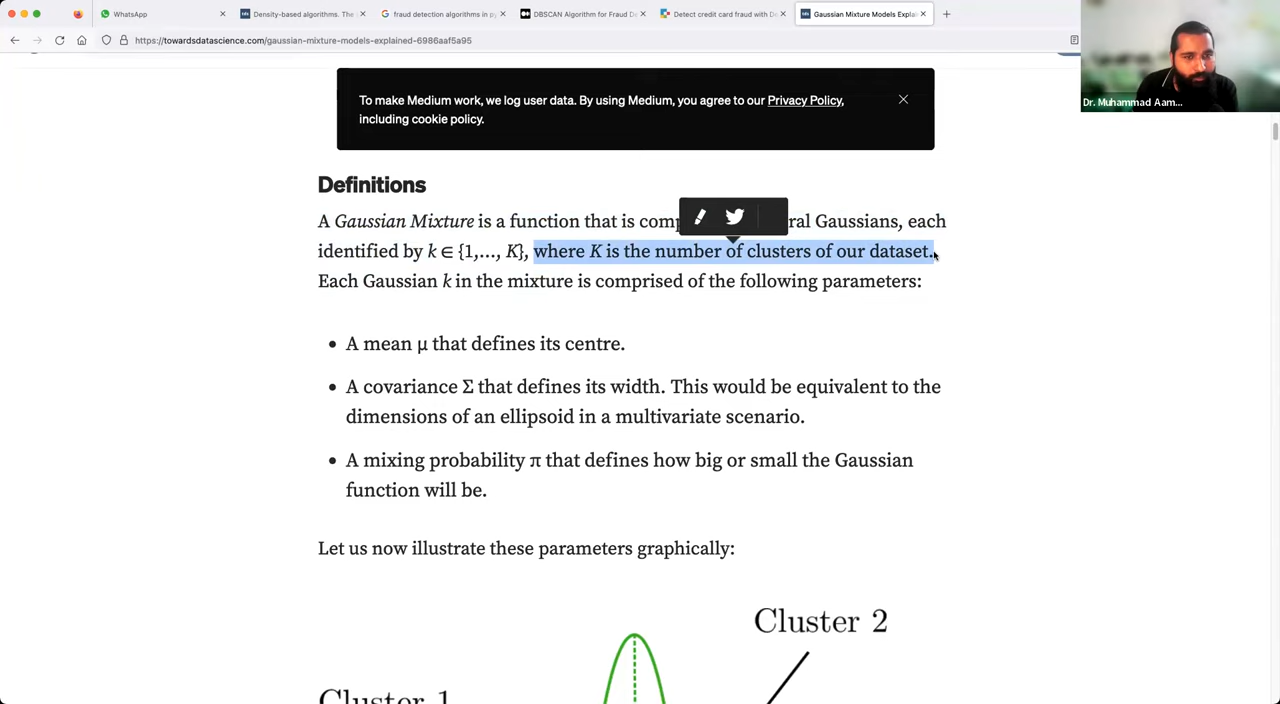 WhatsApp
Density-based algorithms. The
fraud detection algorithms in p
DBSCAN Algorithm for Fraud D
Detect credit card fraud with De
Gaussian Mixture Models Expla
https://towardsdatascience.com/gaussian-mixture-models-explained-6986aaf5a95
Dr. Muhammad Aam...
To make Medium work, we log user data. By using Medium, you agree to our Privacy Policy,
including cookie policy.
Definitions
A Gaussian Mixture is a function that is comp ral Gaussians, each
identified by k ∈ {1,…, K}, where K is the number of clusters of our dataset.
Each Gaussian k in the mixture is comprised of the following parameters:
• A mean μ that defines its centre.
• A covariance Σ that defines its width. This would be equivalent to the
dimensions of an ellipsoid in a multivariate scenario.
• A mixing probability π that defines how big or small the Gaussian
function will be.
Let us now illustrate these parameters graphically:
Cluster 2
Cluster 1